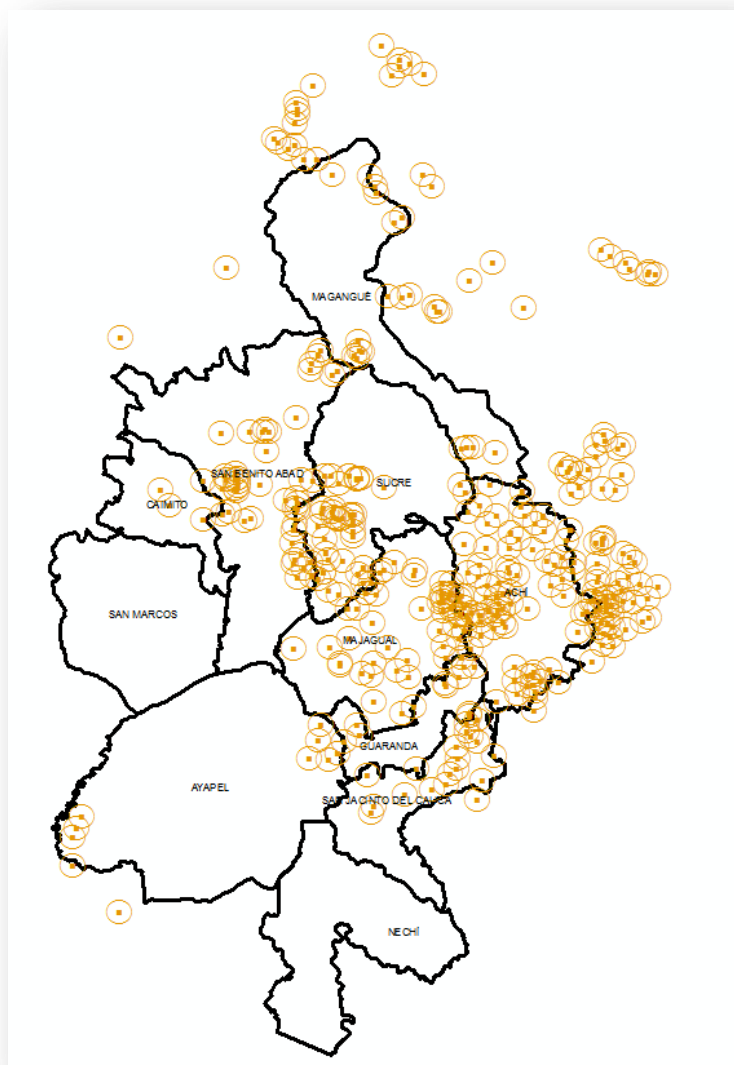 MAGANGUÉ
SAN BENITO ABAD
SUCRE
CAIMITO
ACHÍ
SAN MARCOS
MAJAGUAL
GUARANDA
AYAPEL
SAN JACINTO DEL CAUCA
NECHÍ